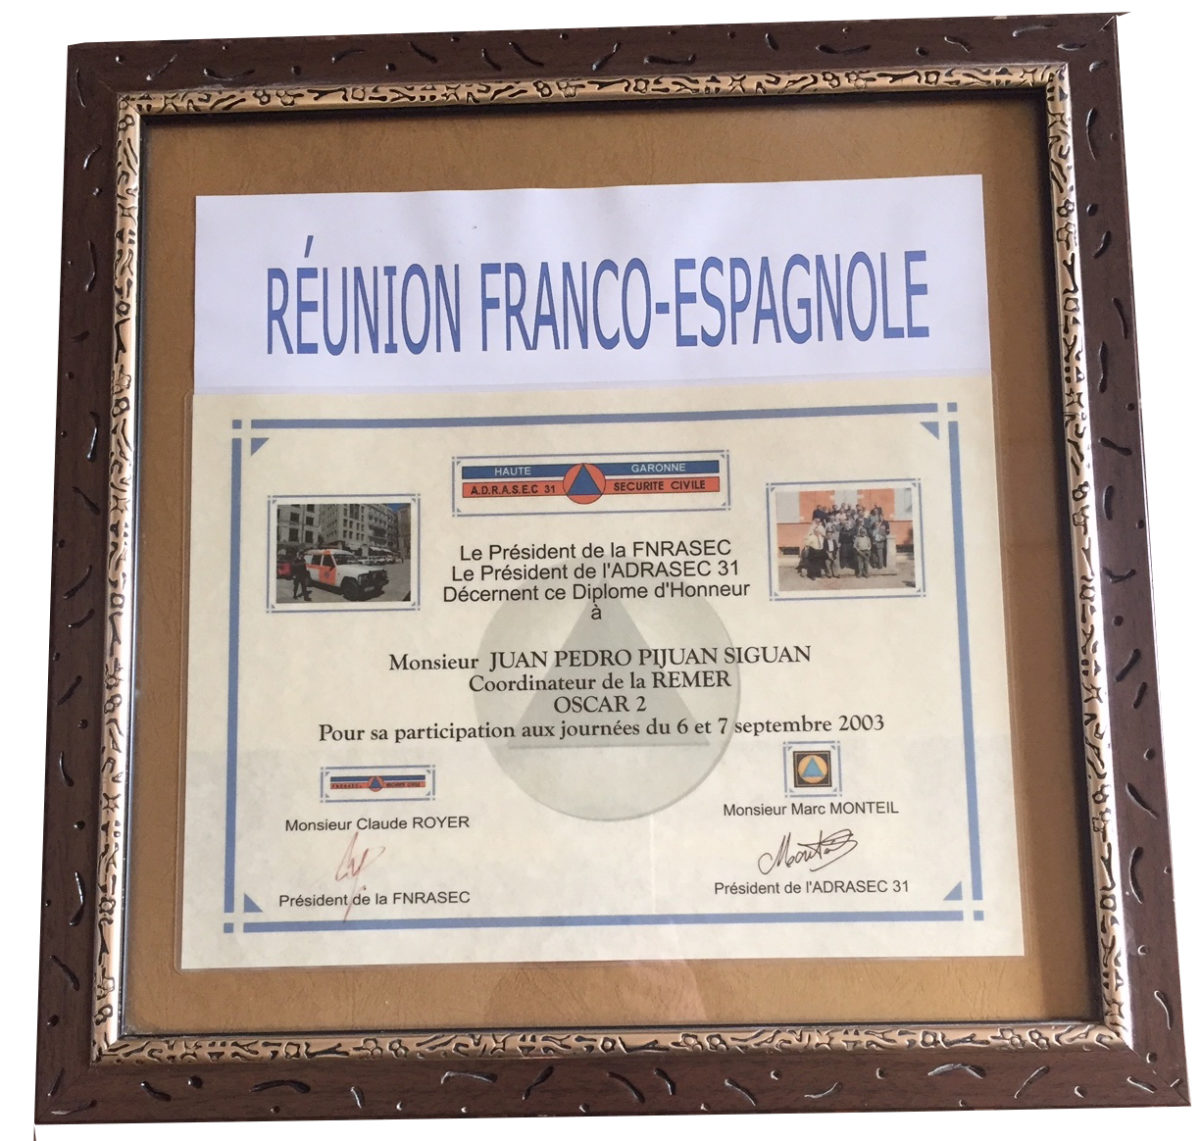 RÉUNION FRANCO-ESPAGNOLE
HAUTE GARONNE
A.D.R.A.S.E.C 31 SECURITE CIVILE
Le Président de la FNRASEC
Le Président de l'ADRASEC 31
Décernent ce Diplome d'Honneur
à
Monsieur JUAN PEDRO PIJUAN SIGUAN
Coordinateur de la REMER
OSCAR 2
Pour sa participation aux journées du 6 et 7 septembre 2003
Monsieur Claude ROYER
Président de la FNRASEC
Monsieur Marc MONTEIL
Président de l'ADRASEC 31